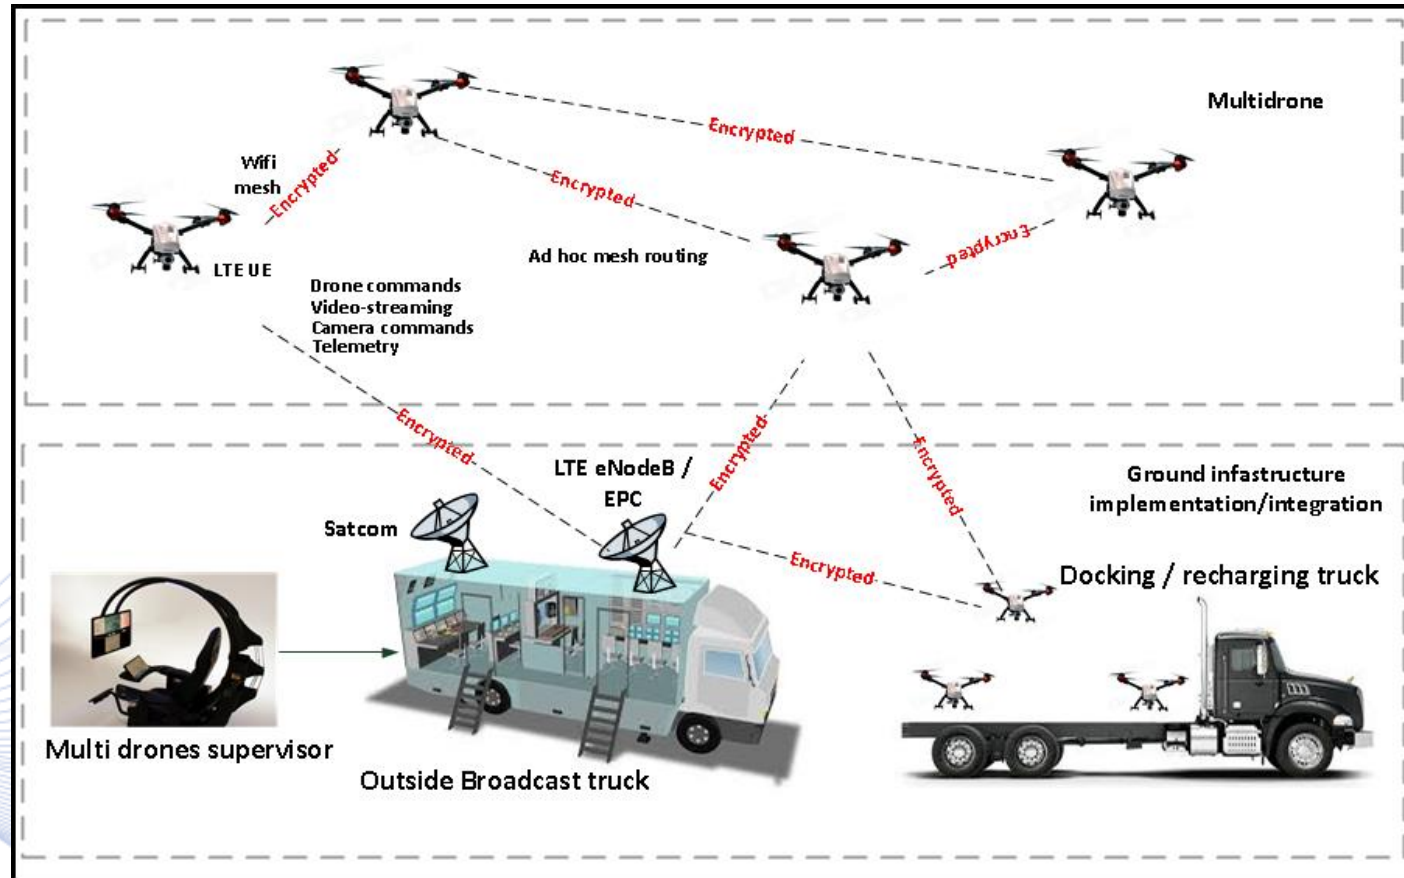 Multidrone
Encrypted
Wifi
mesh
Encrypted
Encrypted
Encrypted
LTE UE
Ad hoc mesh routing
Drone commands
Video-streaming
Camera commands
Telemetry
Encrypted
Encrypted
Encrypted
LTE eNodeB /
EPC
Ground infastructure
implementation/integration
Satcom
Encrypted
Docking / recharging truck
Multi drones supervisor
Outside Broadcast truck